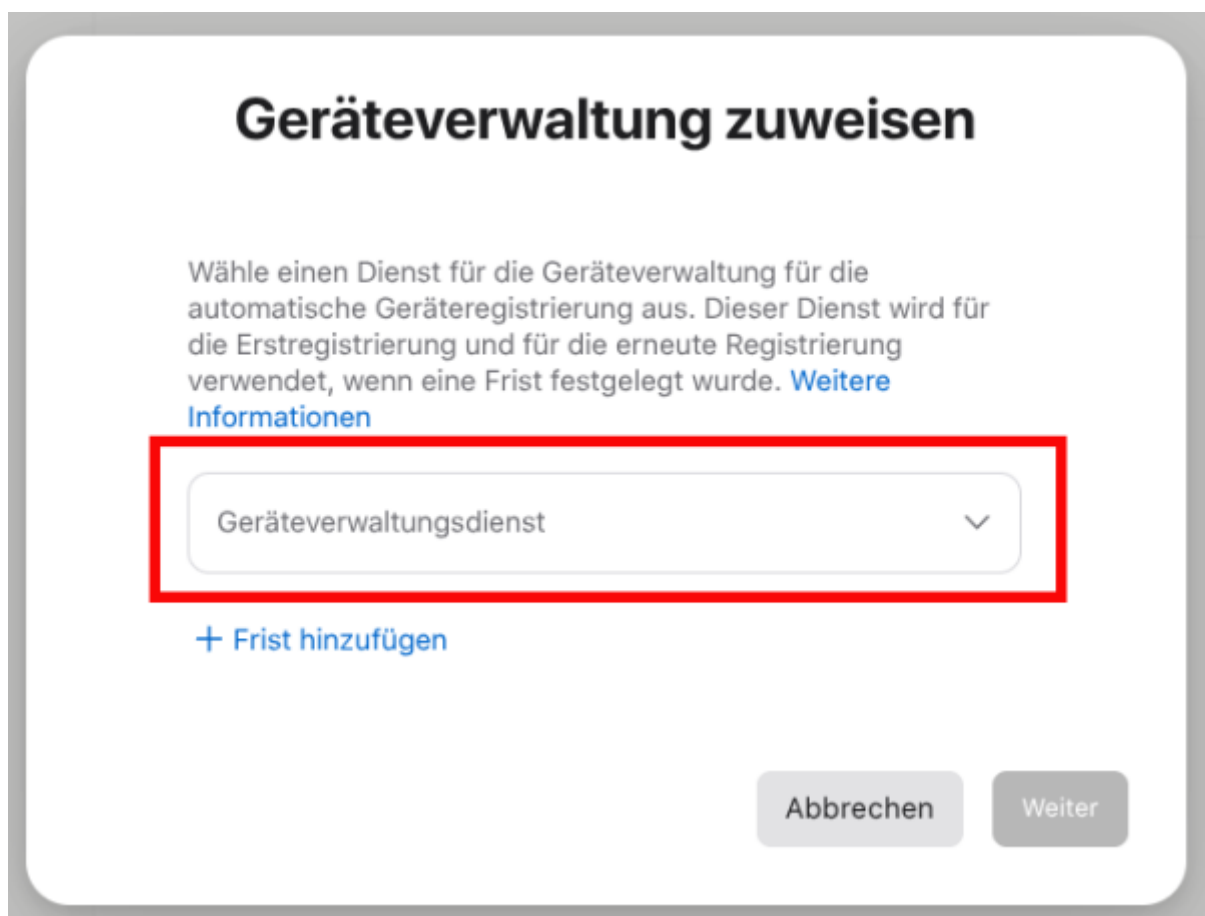 Geräteverwaltung zuweisen
Wähle einen Dienst für die Geräteverwaltung für die
automatische Geräteregistrierung aus. Dieser Dienst wird für
die Erstregistrierung und für die erneute Registrierung
verwendet, wenn eine Frist festgelegt wurde. Weitere
Informationen
Geräteverwaltungsdienst
+ Frist hinzufügen
Abbrechen
Weiter